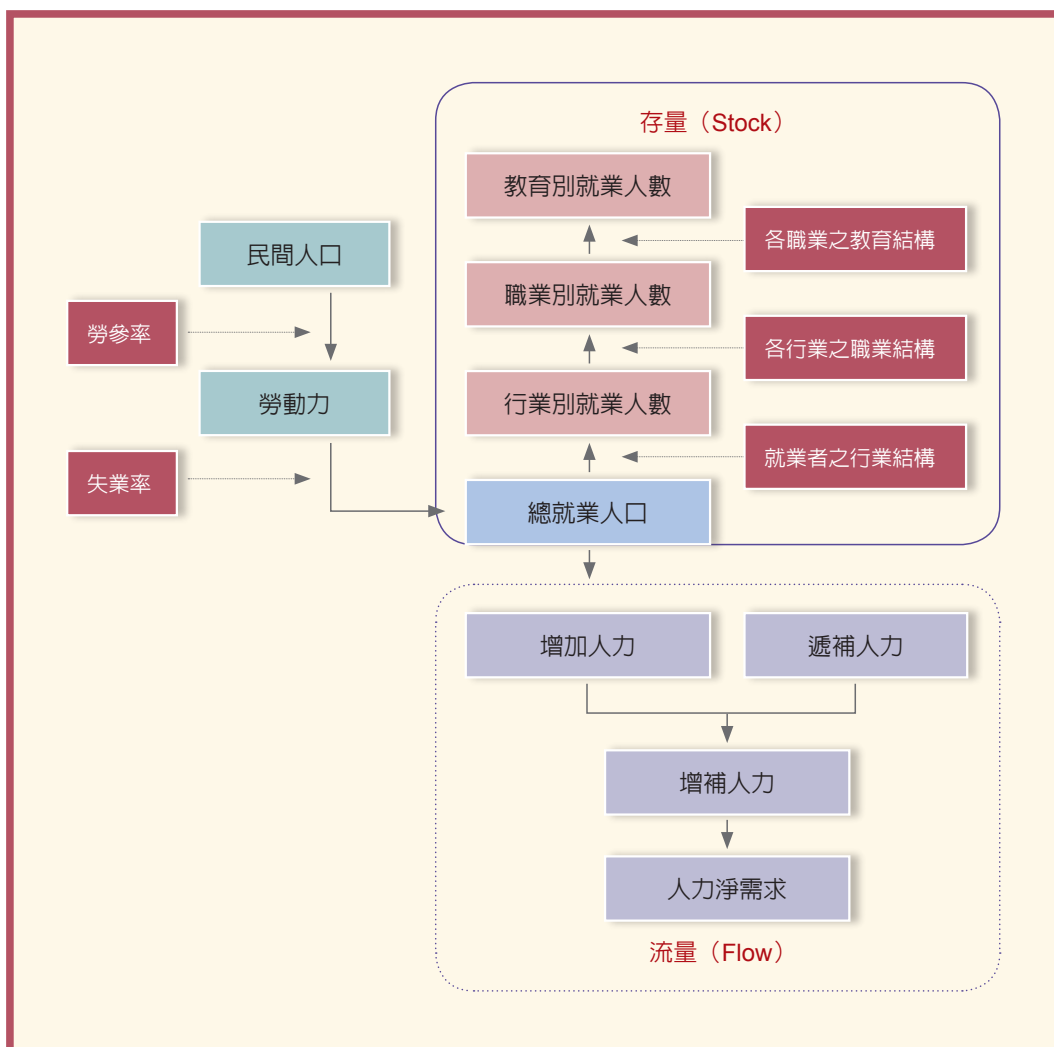 存量（Stock）
教育別就業人數
各職業之教育結構
民間人口
職業別就業人數
勞參率
各行業之職業結構
勞動力
行業別就業人數
就業者之行業結構
失業率
總就業人口
增加人力
遞補人力
增補人力
人力淨需求
流量（Flow）